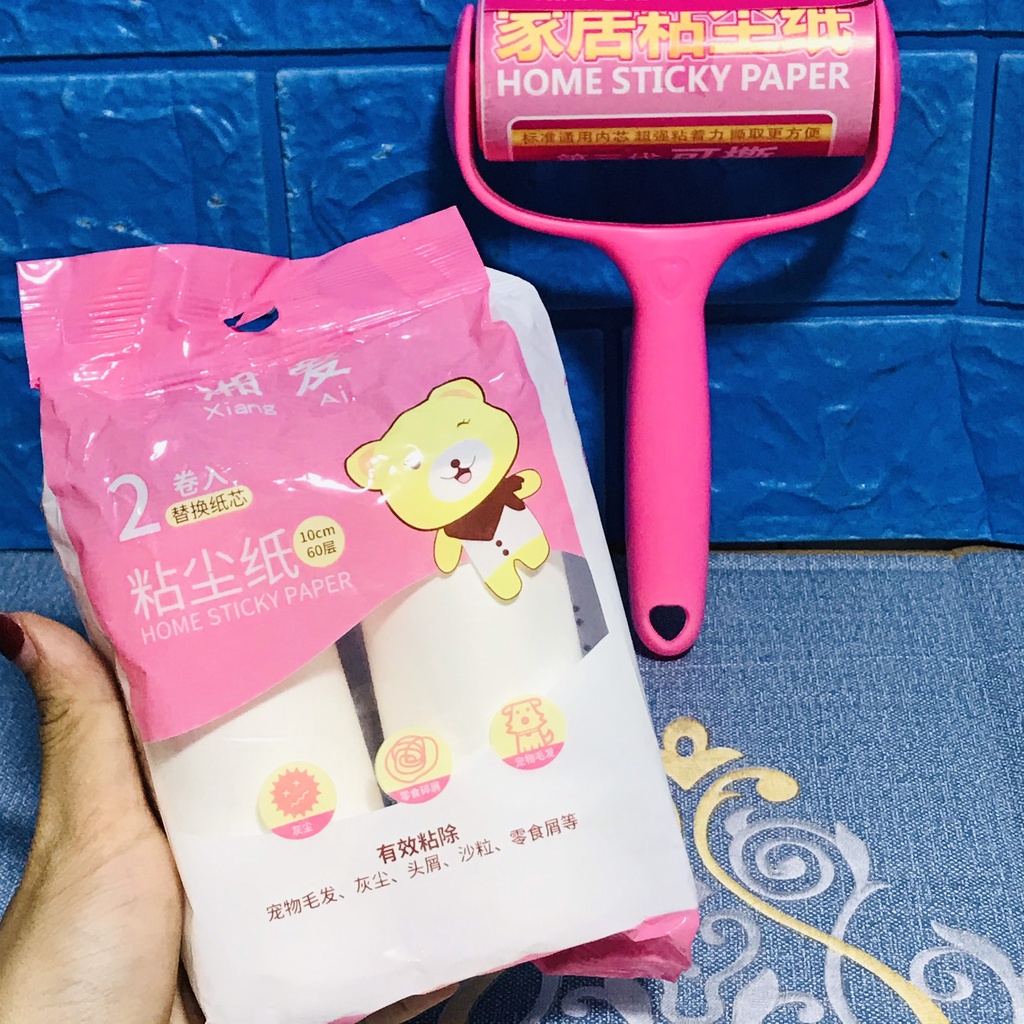 家居粘尘纸
HOME STICKY PAPER
标准通用内芯 超强粘着力 撕取更方便
第二代 可撕
湘爱
Xiang Ai
2 卷入
替换纸芯
粘尘纸
10cm
60层
HOME STICKY PAPER
灰尘
零食碎屑
宠物毛发
有效粘除
宠物毛发、灰尘、头屑、沙粒、零食屑等